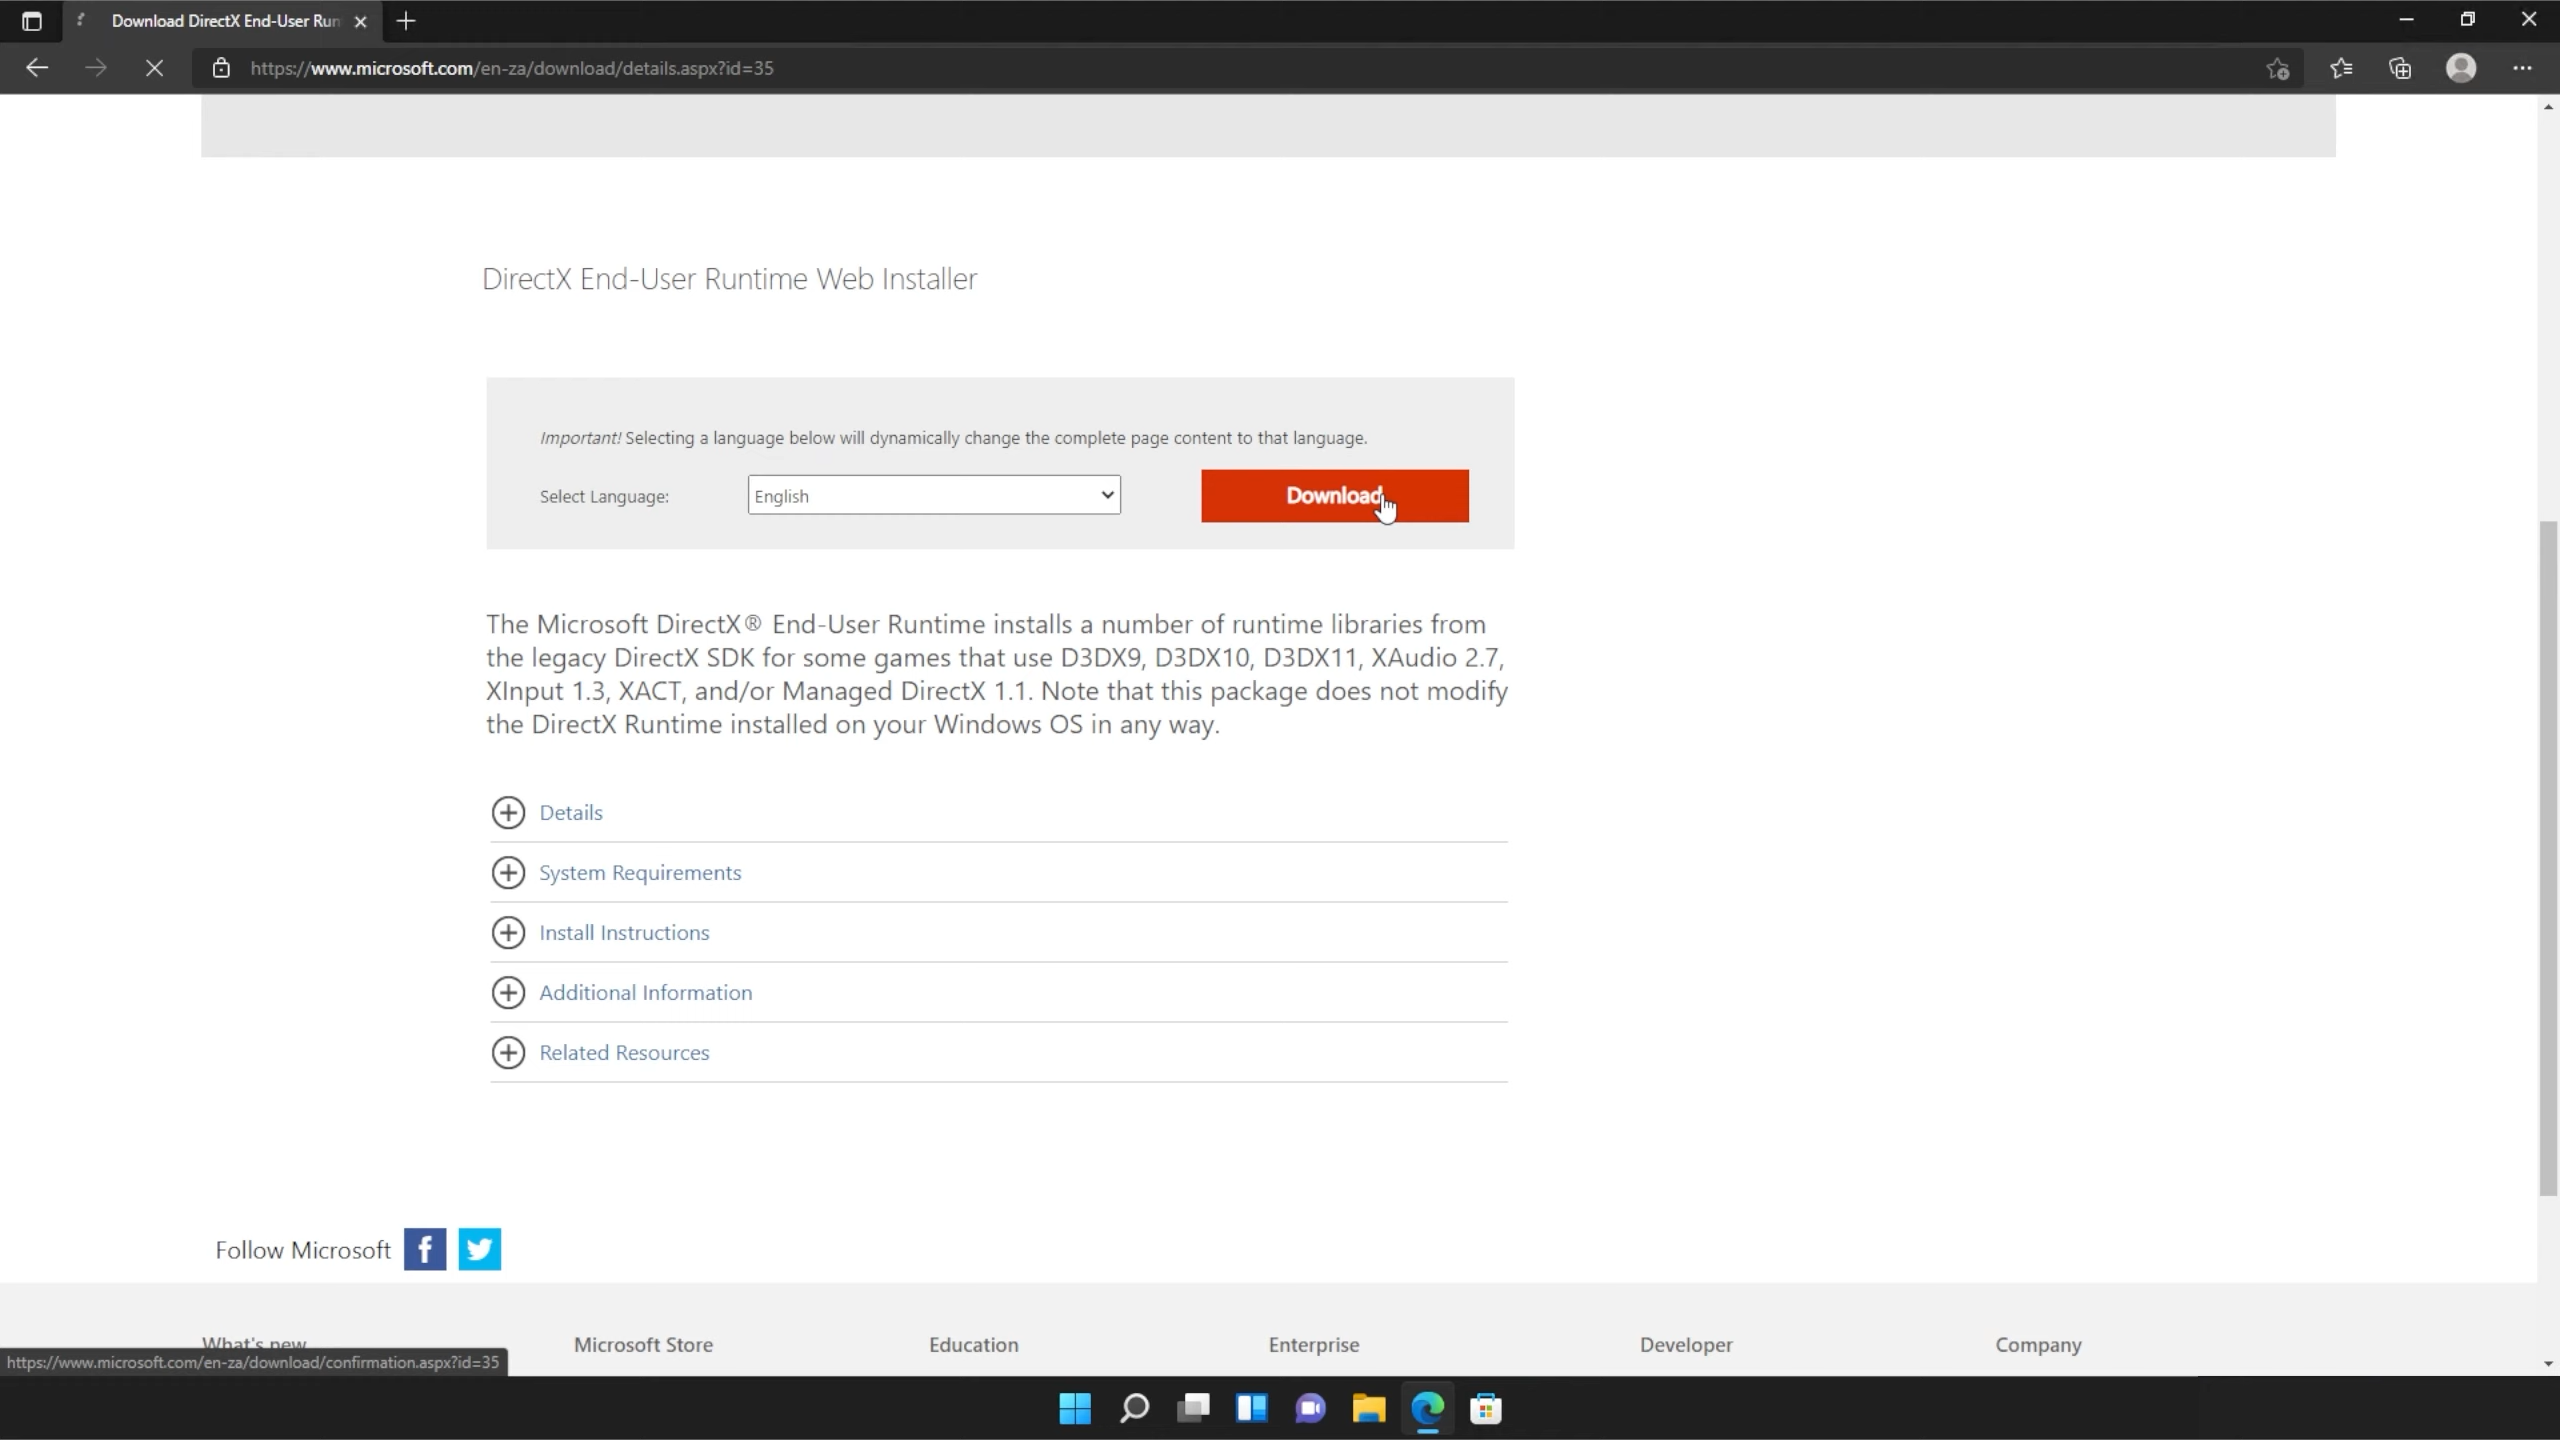 Download DirectX End-User Run
https://www.microsoft.com/en-za/download/details.aspx?id=35
DirectX End-User Runtime Web Installer
Important! Selecting a language below will dynamically change the complete page content to that language.
Select Language:
English
Download
The Microsoft DirectX® End-User Runtime installs a number of runtime libraries from
the legacy DirectX SDK for some games that use D3DX9, D3DX10, D3DX11, XAudio 2.7,
XInput 1.3, XACT, and/or Managed DirectX 1.1. Note that this package does not modify
the DirectX Runtime installed on your Windows OS in any way.
Details
System Requirements
Install Instructions
Additional Information
Related Resources
Follow Microsoft
What's new
Microsoft Store
Education
Enterprise
Developer
Company
https://www.microsoft.com/en-za/download/confirmation.aspx?id=35